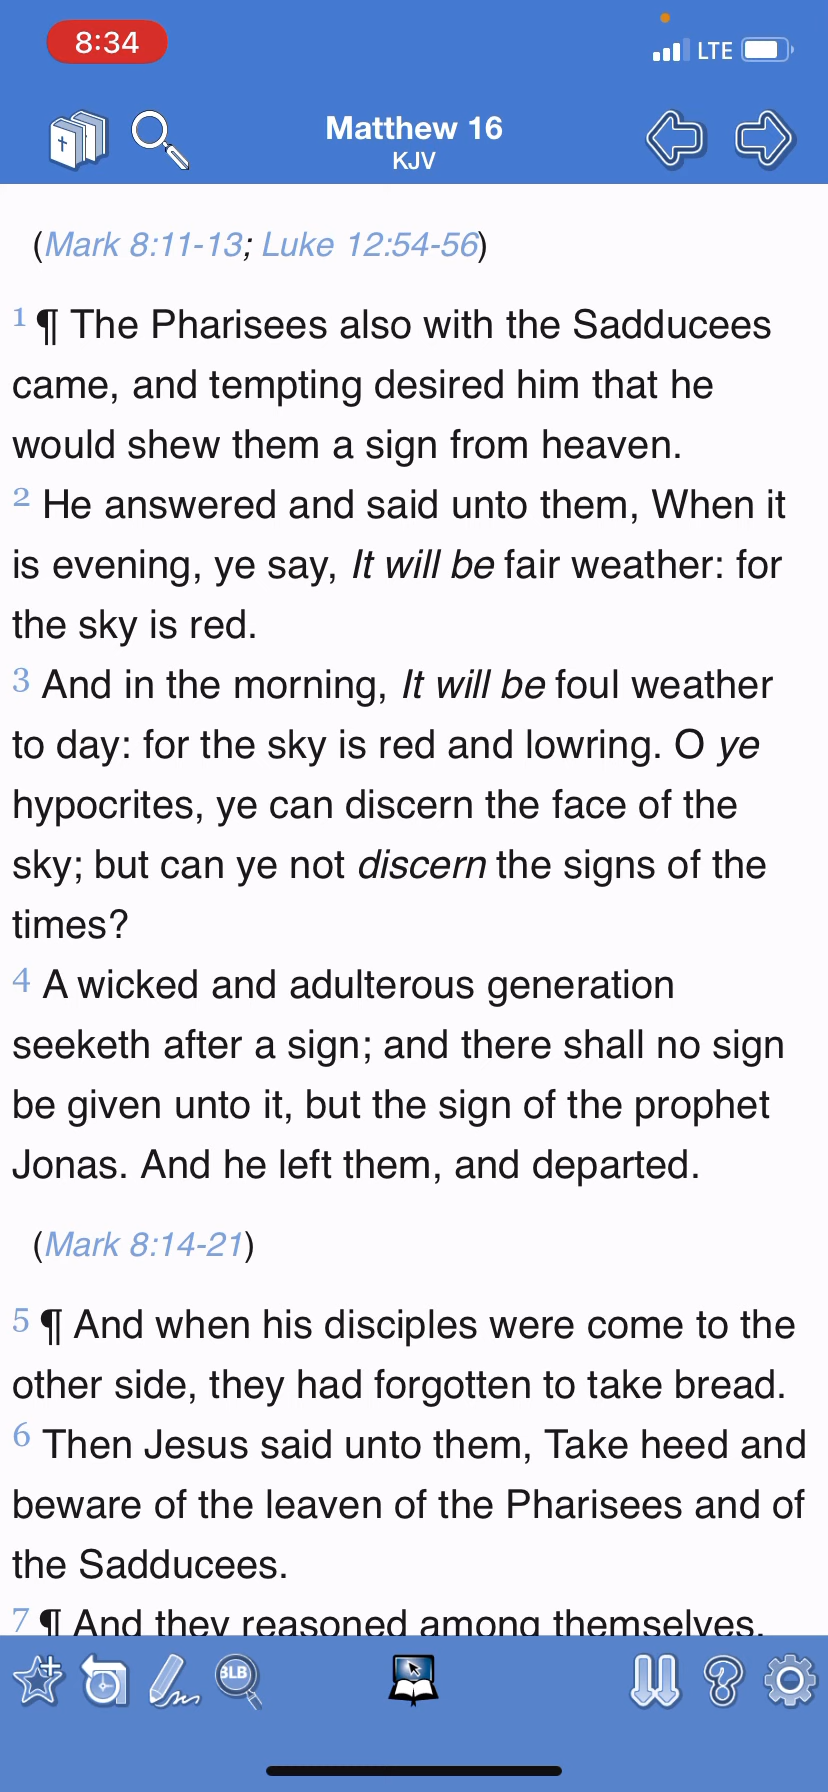 8:34
LTE
Matthew 16
KJV
(Mark 8:11-13; Luke 12:54-56)
1 ¶ The Pharisees also with the Sadducees
came, and tempting desired him that he
would shew them a sign from heaven.
2 He answered and said unto them, When it
is evening, ye say, It will be fair weather: for
the sky is red.
3 And in the morning, It will be foul weather
to day: for the sky is red and lowring. O ye
hypocrites, ye can discern the face of the
sky; but can ye not discern the signs of the
times?
4 A wicked and adulterous generation
seeketh after a sign; and there shall no sign
be given unto it, but the sign of the prophet
Jonas. And he left them, and departed.
(Mark 8:14-21)
5 ¶ And when his disciples were come to the
other side, they had forgotten to take bread.
6 Then Jesus said unto them, Take heed and
beware of the leaven of the Pharisees and of
the Sadducees.
7 ¶ And they reasoned among themselves,
BLB